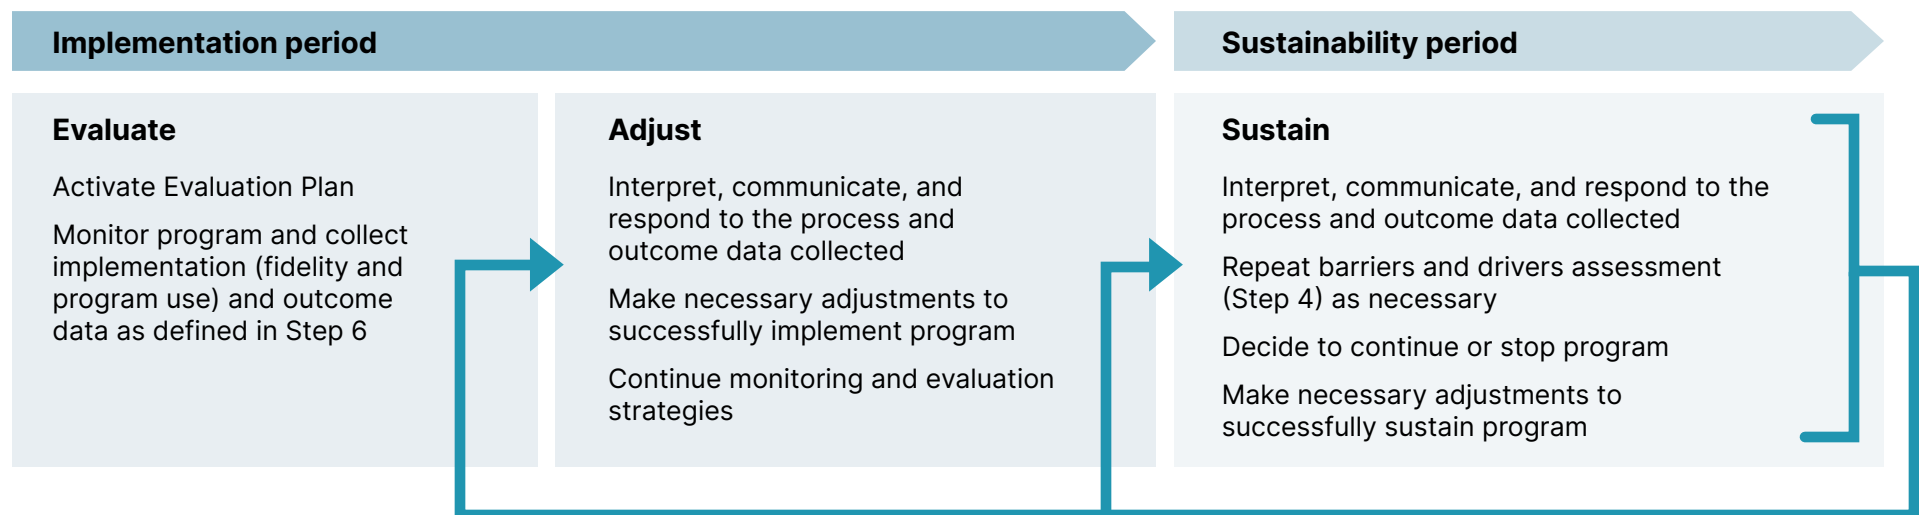 Implementation period
Sustainability period
Evaluate
Activate Evaluation Plan
Monitor program and collect
implementation (fidelity and
program use) and outcome
data as defined in Step 6
Adjust
Interpret, communicate, and
respond to the process and
outcome data collected
Make necessary adjustments to
successfully implement program
Continue monitoring and evaluation
strategies
Sustain
Interpret, communicate, and respond to the
process and outcome data collected
Repeat barriers and drivers assessment
(Step 4) as necessary
Decide to continue or stop program
Make necessary adjustments to
successfully sustain program